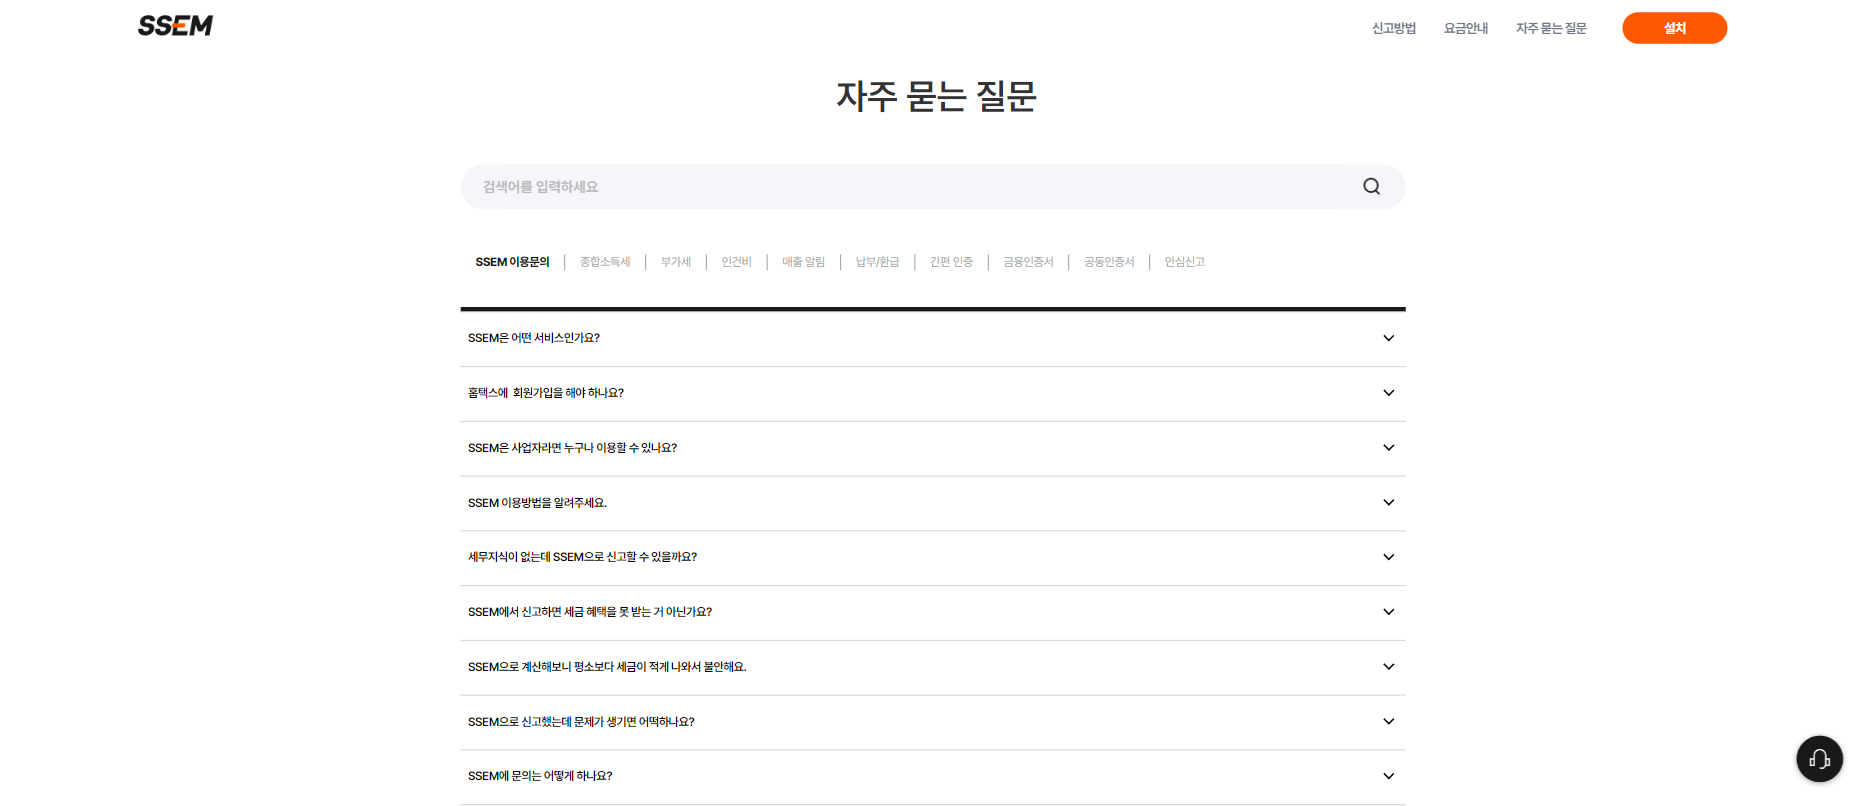 SSEM
신고방법
요금안내
자주 묻는 질문
설치
자주 묻는 질문
검색어를 입력하세요
SSEM 이용문의
종합소득세
부가세
인건비
매출 알림
납부/환급
간편 인증
금융인증서
공동인증서
안심신고
SSEM은 어떤 서비스인가요?
홈택스에 회원가입을 해야 하나요?
SSEM은 사업자라면 누구나 이용할 수 있나요?
SSEM 이용방법을 알려주세요.
세무지식이 없는데 SSEM으로 신고할 수 있을까요?
SSEM에서 신고하면 세금 혜택을 못 받는 거 아닌가요?
SSEM으로 계산해보니 평소보다 세금이 적게 나와서 불안해요.
SSEM으로 신고했는데 문제가 생기면 어떡하나요?
SSEM에 문의는 어떻게 하나요?